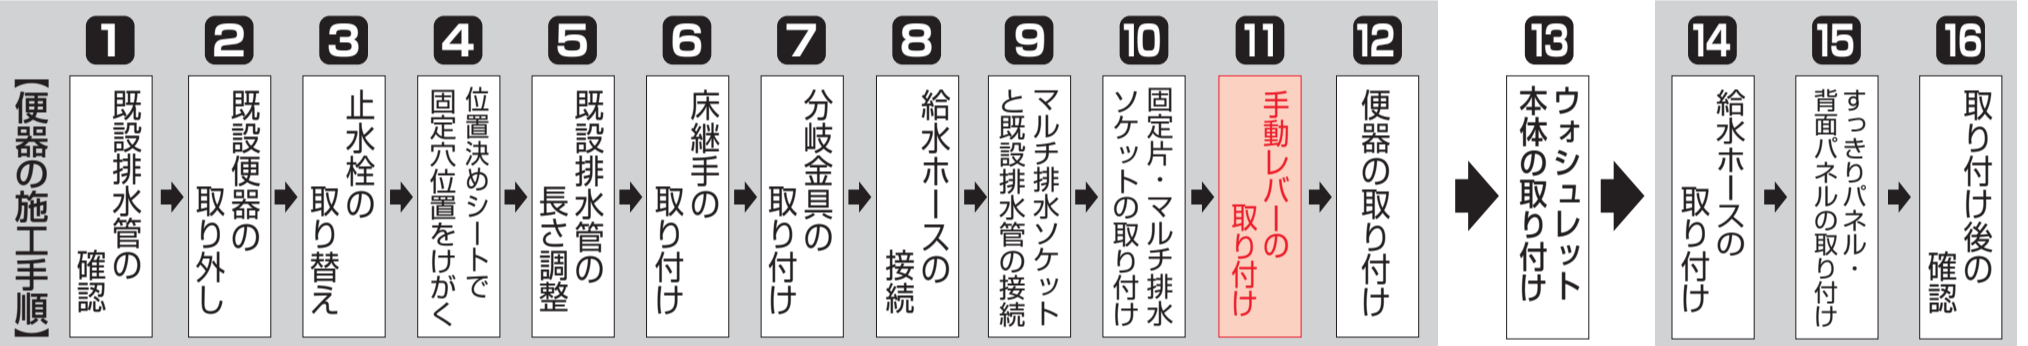 【便器の施工手順】
1
既設排水管の
確認
2
既設便器の
取り外し
3
止水栓の
取り替え
4
位置決めシートで
固定穴位置をけがく
5
既設排水管の
長さ調整
6
床継手の
取り付け
7
分岐金具の
取り付け
8
給水ホースの
接続
9
マルチ排水ソケット
と既設排水管の接続
10
固定片・マルチ排水
ソケットの取り付け
11
手動レバーの
取り付け
12
便器の取り付け
13
ウォシュレット
本体の取り付け
14
給水ホースの
取り付け
15
すっきりパネル・
背面パネルの取り付け
16
取り付け後の
確認